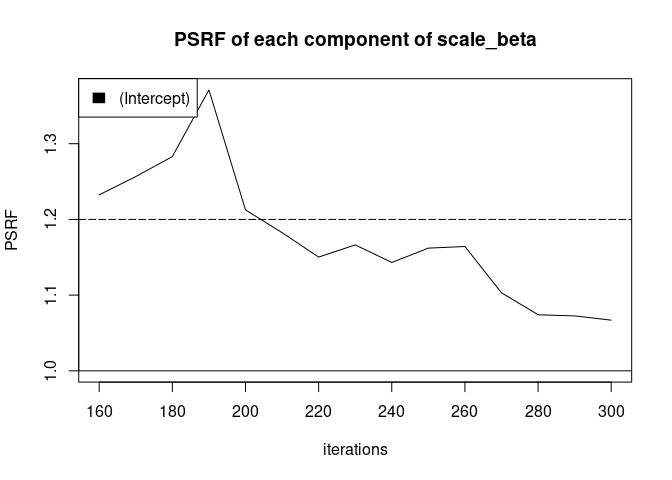 PSRF of each component of scale_beta
(Intercept)
PSRF
1.3
1.2
1.1
1.0
160 180 200 220 240 260 280 300
iterations